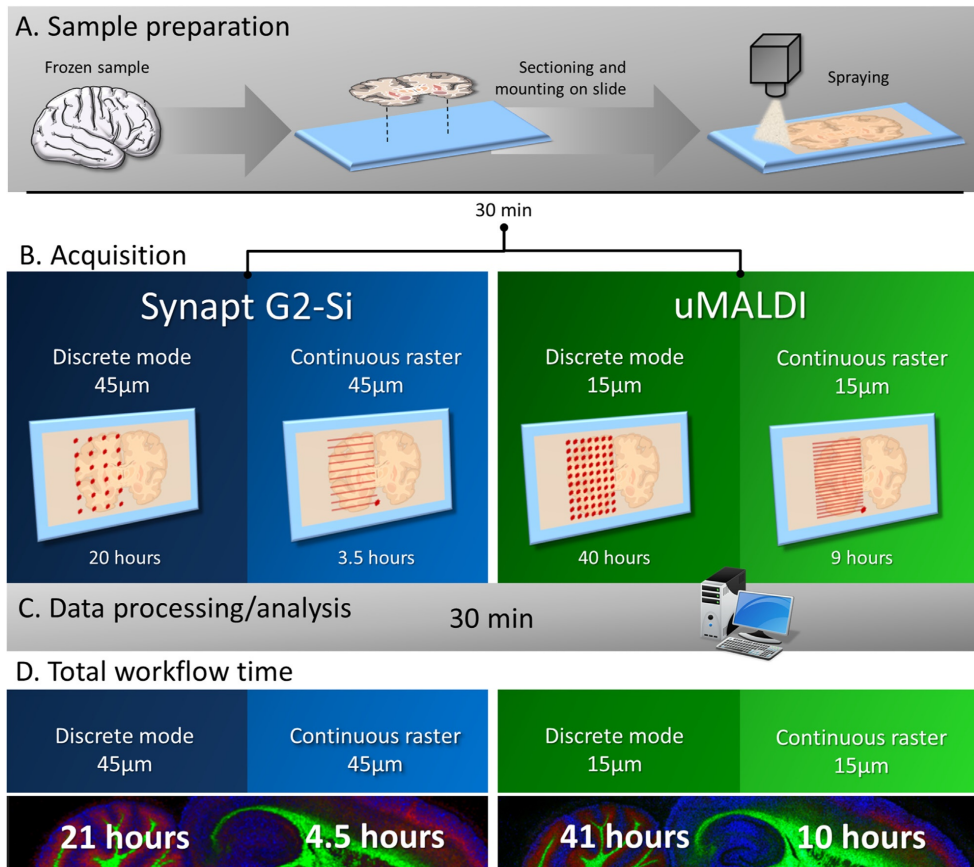 A. Sample preparation
Frozen sample
Sectioning and
mounting on slide
Spraying
30 min
B. Acquisition
Synapt G2-Si
Discrete mode
45μm
Continuous raster
45μm
20 hours
3.5 hours
uMALDI
Discrete mode
15μm
Continuous raster
15μm
40 hours
9 hours
C. Data processing/analysis
30 min
D. Total workflow time
Discrete mode
45μm
Continuous raster
45μm
Discrete mode
15μm
Continuous raster
15μm
21 hours
4.5 hours
41 hours
10 hours